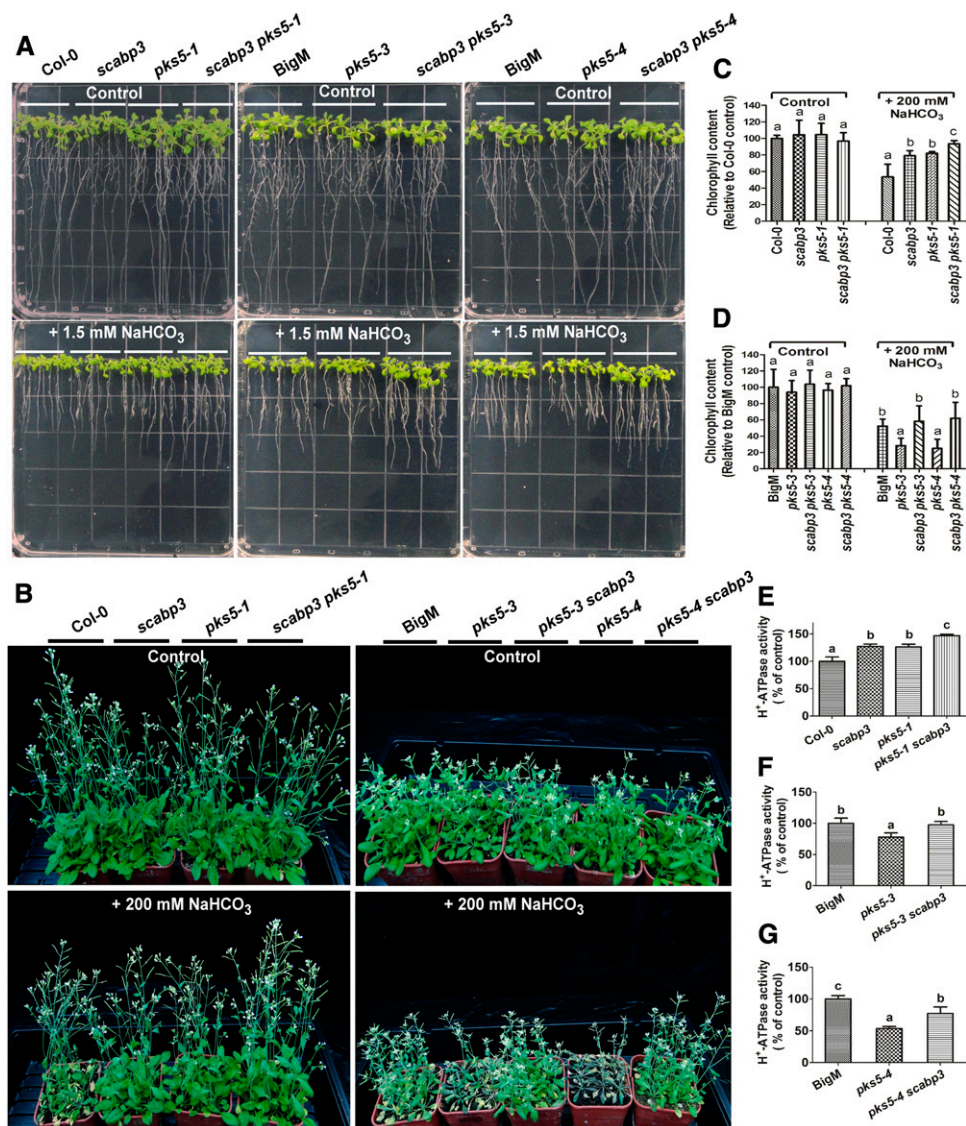 A
Col-0 scabp3 pks5-1 scabp3 pks5-1 BigM pks5-3 scabp3 pks5-3 BigM pks5-4 scabp3 pks5-4
Control Control Control
+ 1.5 mM NaHCO3 + 1.5 mM NaHCO3 + 1.5 mM NaHCO3
B
Col-0 scabp3 pks5-1 scabp3 pks5-1 BigM pks5-3 pks5-3 scabp3 pks5-4 pks5-4 scabp3
Control Control
+ 200 mM NaHCO3 + 200 mM NaHCO3
C
Control + 200 mM
NaHCO3
Chlorophyll content
(Relative to Col-0 control)
140
120
100
80
60
40
20
0
a a a a a b b c
Col-0 scabp3 pks5-1 scabp3 pks5-1 Col-0 scabp3 pks5-1 scabp3 pks5-1
D
Control + 200 mM
NaHCO3
Chlorophyll content
(Relative to BigM control)
140
120
100
80
60
40
20
0
a a a a a b a b a b
BigM pks5-3 scabp3 pks5-3 pks5-4 scabp3 pks5-4 BigM pks5-3 scabp3 pks5-3 pks5-4 scabp3 pks5-4
E
H+-ATPase activity
( % of control)
150
100
50
0
a b b c
Col-0 scabp3 pks5-1 pks5-1 scabp3
F
H+-ATPase activity
( % of control)
150
100
50
0
b a b
BigM pks5-3 pks5-3 scabp3
G
H+-ATPase activity
( % of control)
150
100
50
0
c a b
BigM pks5-4 pks5-4 scabp3